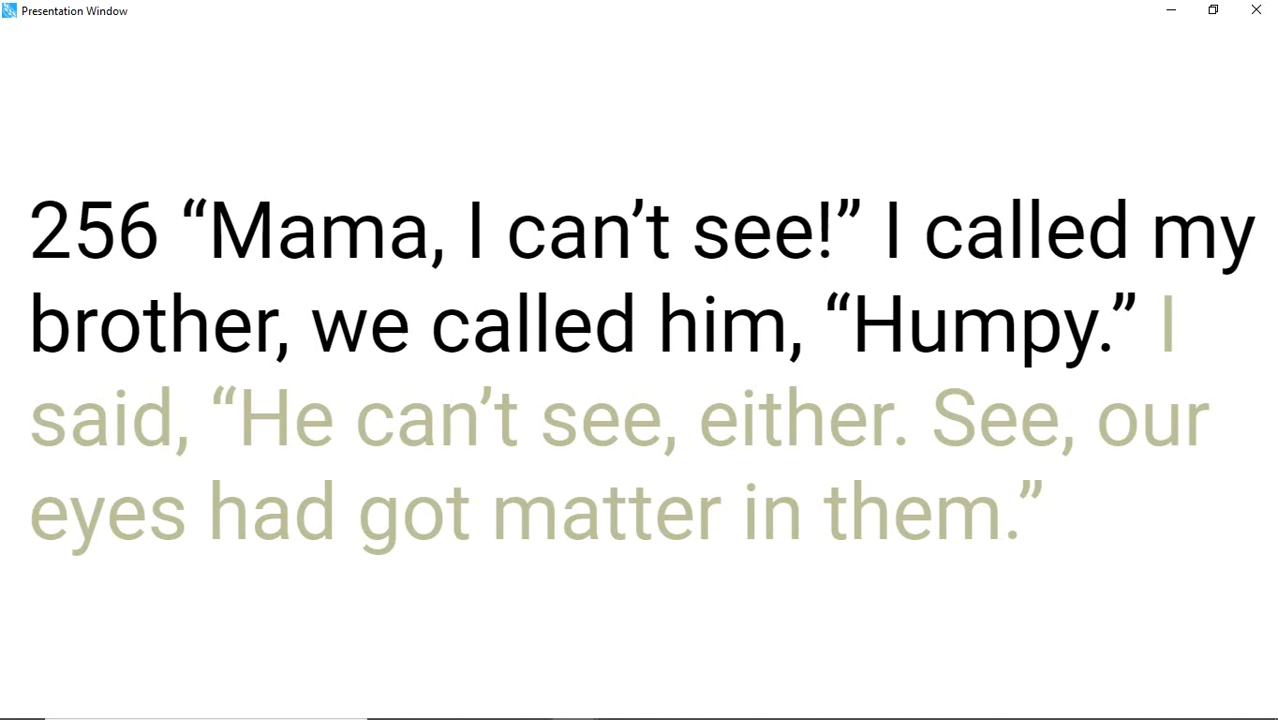 Presentation Window
256 “Mama, I can’t see!” I called my
brother, we called him, “Humpy.” I
said, “He can’t see, either. See, our
eyes had got matter in them.”